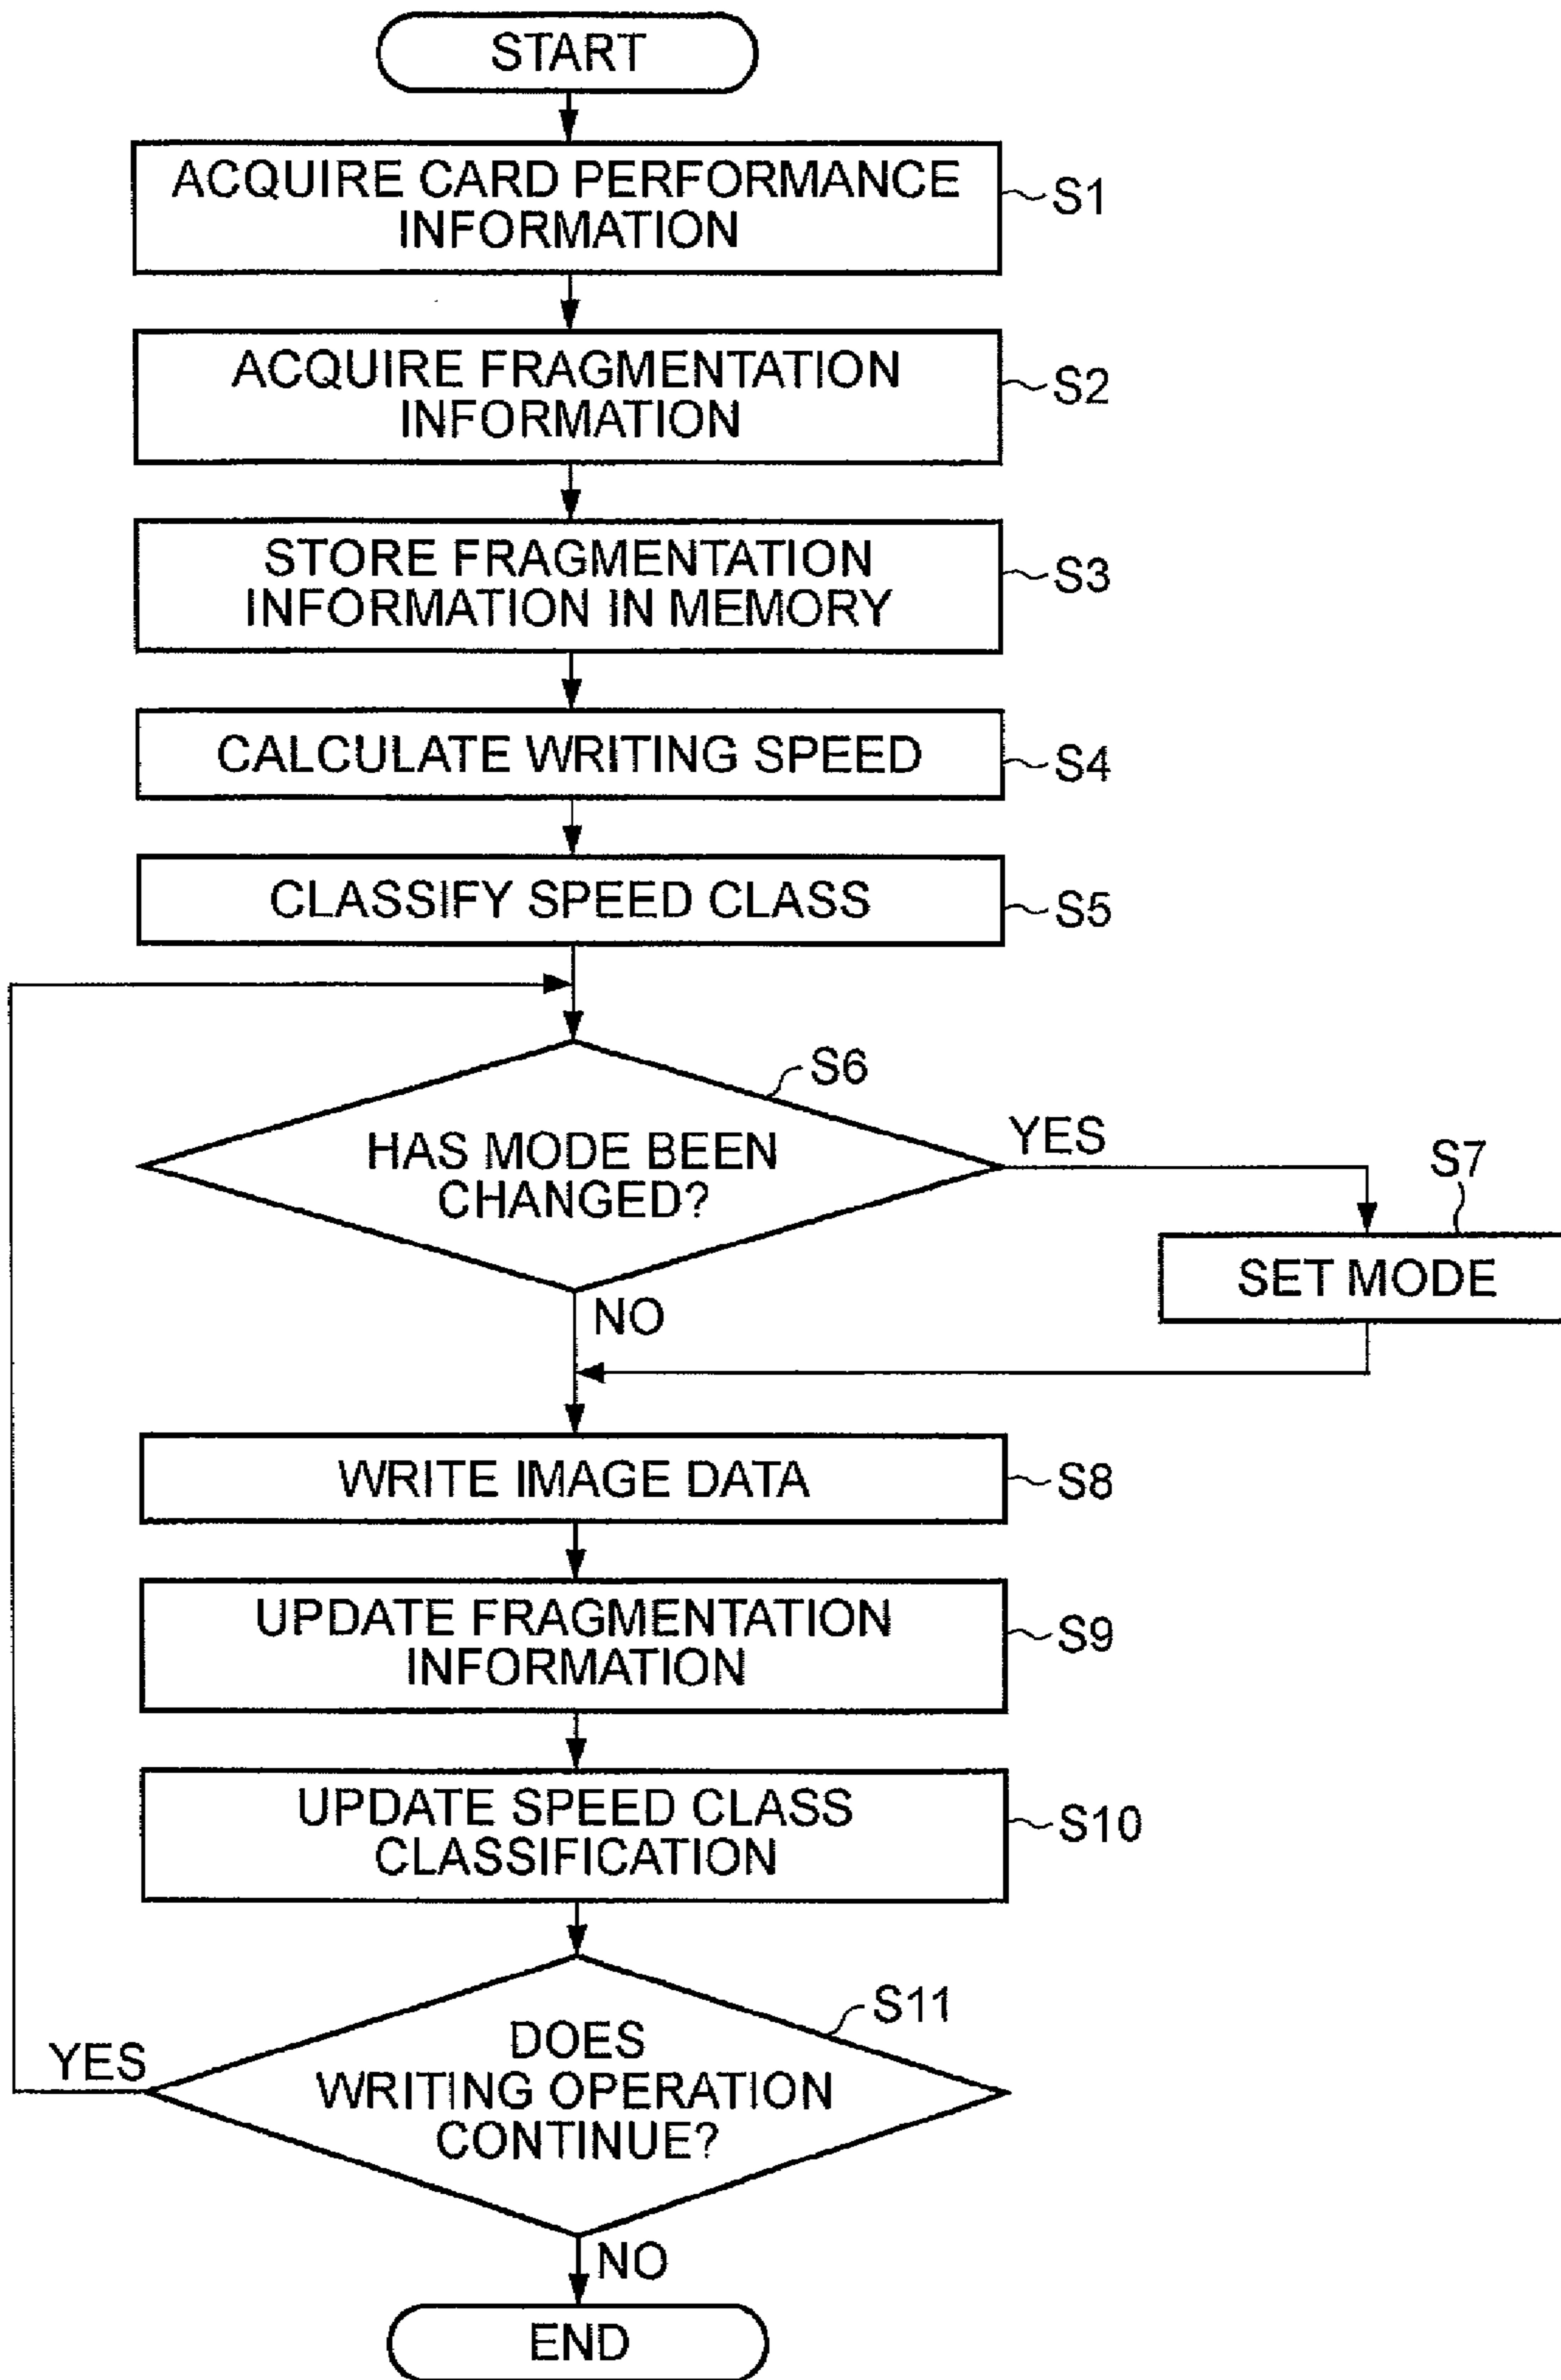 START
ACQUIRE CARD PERFORMANCE
INFORMATION
S1
ACQUIRE FRAGMENTATION
INFORMATION
S2
STORE FRAGMENTATION
INFORMATION IN MEMORY
S3
CALCULATE WRITING SPEED
S4
CLASSIFY SPEED CLASS
S5
S6
HAS MODE BEEN
CHANGED?
YES
NO
S7
SET MODE
WRITE IMAGE DATA
S8
UPDATE FRAGMENTATION
INFORMATION
S9
UPDATE SPEED CLASS
CLASSIFICATION
S10
S11
DOES
WRITING OPERATION
CONTINUE?
YES
NO
END